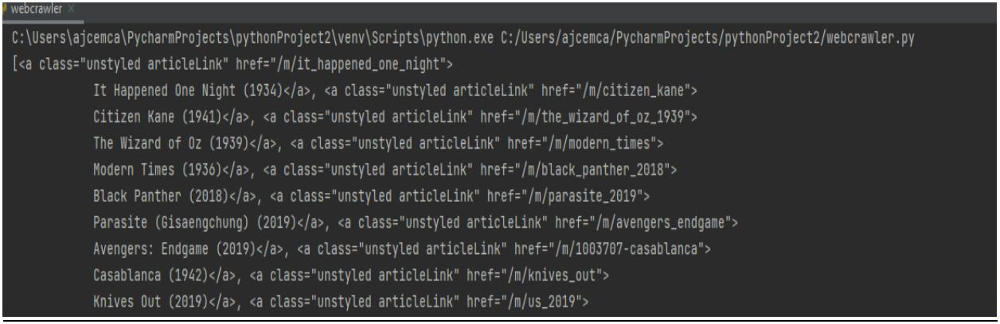 webcrawler ×
C:\Users\ajcemca\PycharmProjects\pythonProject2\venv\Scripts\python.exe C:/Users/ajcemca/PycharmProjects/pythonProject2/webcrawler.py
[<a class="unstyled articleLink" href="/m/it_happened_one_night">
            It Happened One Night (1934)</a>, <a class="unstyled articleLink" href="/m/citizen_kane">
            Citizen Kane (1941)</a>, <a class="unstyled articleLink" href="/m/the_wizard_of_oz_1939">
            The Wizard of Oz (1939)</a>, <a class="unstyled articleLink" href="/m/modern_times">
            Modern Times (1936)</a>, <a class="unstyled articleLink" href="/m/black_panther_2018">
            Black Panther (2018)</a>, <a class="unstyled articleLink" href="/m/parasite_2019">
            Parasite (Gisaengchung) (2019)</a>, <a class="unstyled articleLink" href="/m/avengers_endgame">
            Avengers: Endgame (2019)</a>, <a class="unstyled articleLink" href="/m/1003707-casablanca">
            Casablanca (1942)</a>, <a class="unstyled articleLink" href="/m/knives_out">
            Knives Out (2019)</a>, <a class="unstyled articleLink" href="/m/us_2019">